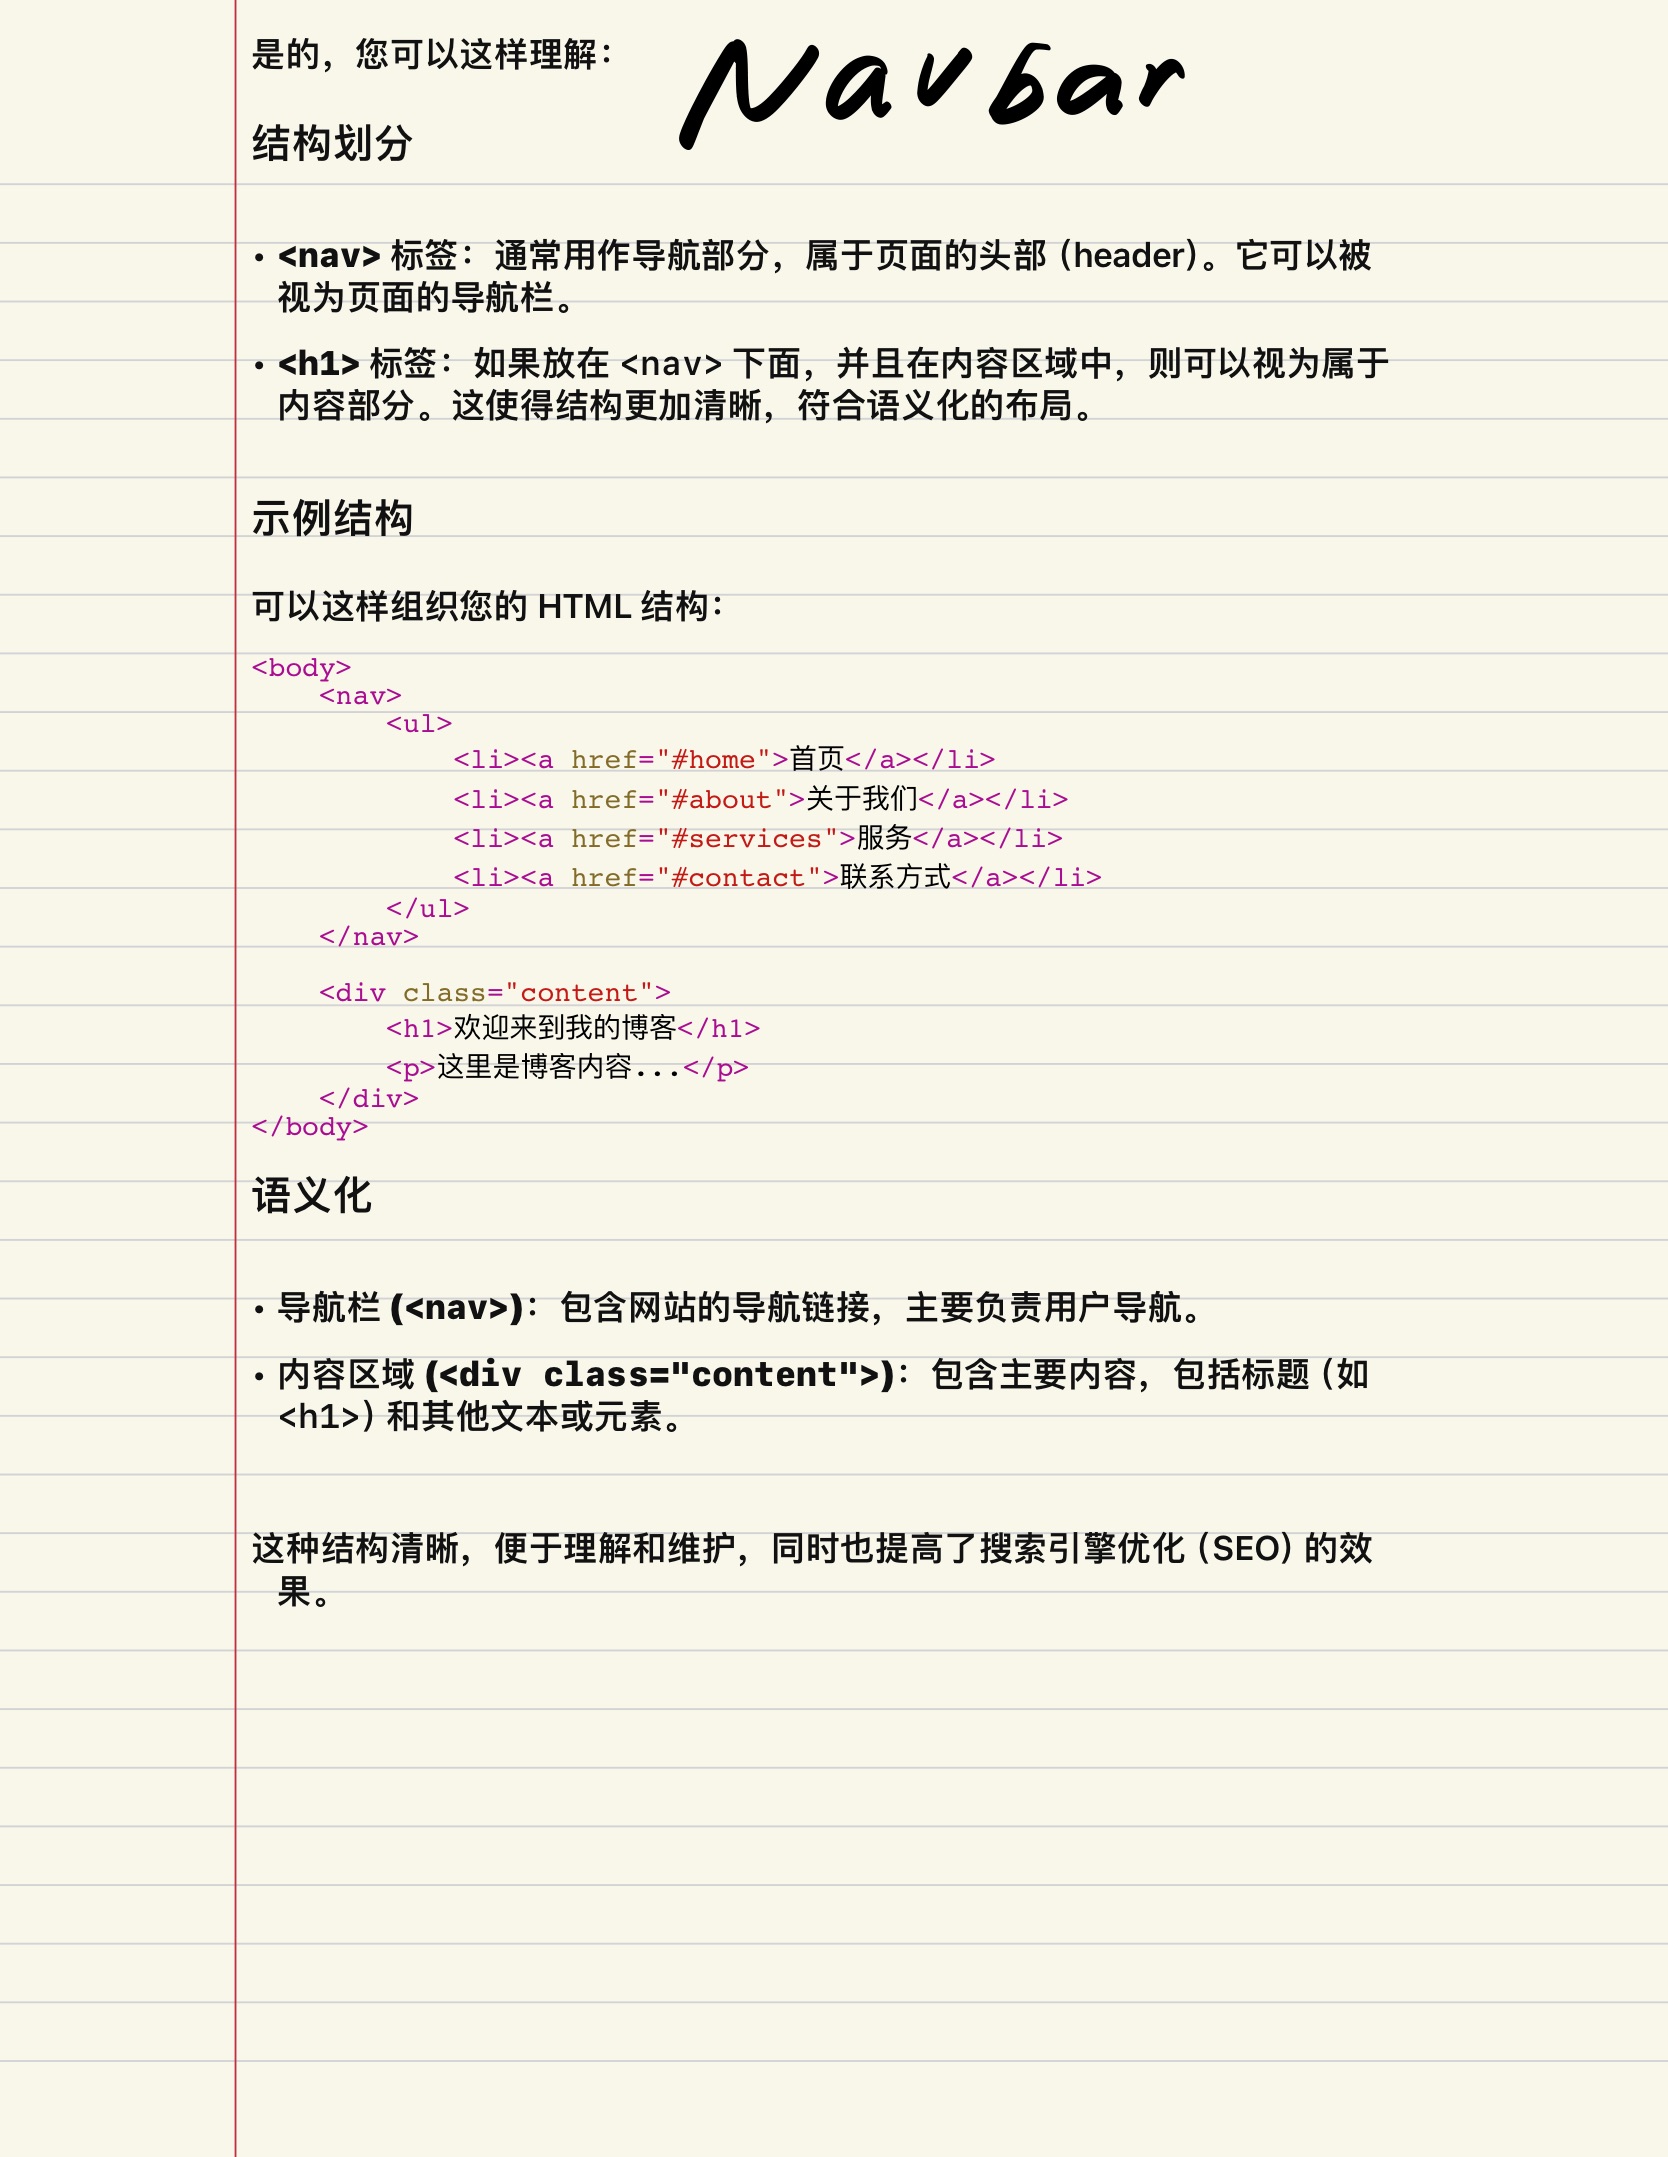 是的，您可以这样理解：
Navbar
结构划分
• <nav> 标签：通常用作导航部分，属于页面的头部（header）。它可以被
视为页面的导航栏。
• <h1> 标签：如果放在 <nav> 下面，并且在内容区域中，则可以视为属于
内容部分。这使得结构更加清晰，符合语义化的布局。
示例结构
可以这样组织您的 HTML 结构：
<body>
    <nav>
        <ul>
            <li><a href="#home">首页</a></li>
            <li><a href="#about">关于我们</a></li>
            <li><a href="#services">服务</a></li>
            <li><a href="#contact">联系方式</a></li>
        </ul>
    </nav>
    <div class="content">
        <h1>欢迎来到我的博客</h1>
        <p>这里是博客内容...</p>
    </div>
</body>
语义化
• 导航栏 (<nav>)：包含网站的导航链接，主要负责用户导航。
• 内容区域 (<div class="content">)：包含主要内容，包括标题（如
<h1>）和其他文本或元素。
这种结构清晰，便于理解和维护，同时也提高了搜索引擎优化（SEO）的效
果。